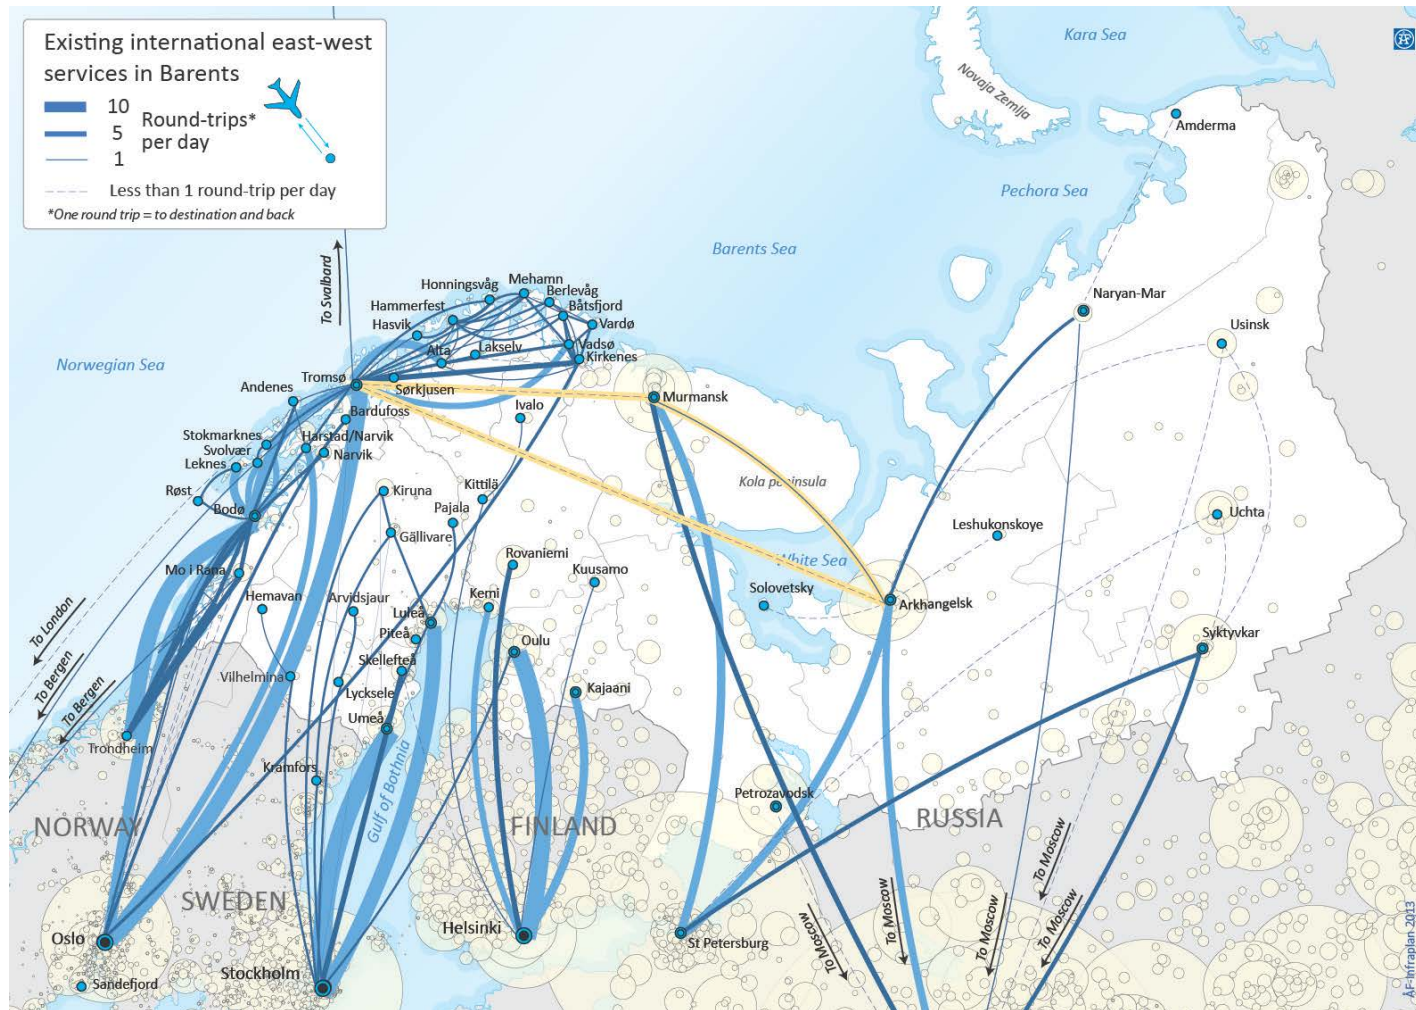 Existing international east-west
services in Barents
10
5
1
Round-trips*
per day
Less than 1 round-trip per day
*One round trip = to destination and back
Kara Sea
Novaja Zemlja
Amderma
Pechora Sea
Barents Sea
Norwegian Sea
To Svalbard
Honningsvåg
Mehamn
Berlevåg
Hammerfest
Båtsfjord
Hasvik
Vardø
Alta
Lakselv
Vadsø
Kirkenes
Naryan-Mar
Usinsk
Tromsø
Sørkjusen
Andenes
Bardufoss
Ivalo
Murmansk
Stokmarknes
Harstad/Narvik
Svolvær
Narvik
Leknes
Røst
Bodø
Kiruna
Kittilä
Pajala
Gällivare
Kola peninsula
Leshukonskoye
Uchta
Mo i Rana
Rovaniemi
Kuusamo
White Sea
Solovetsky
Arkhangelsk
Hemavan
Arvidsjaur
Luleå
Kemi
Piteå
Oulu
Syktyvkar
Skellefteå
Vilhelmina
Lycksele
Kajaani
Umeå
To London
To Bergen
To Bergen
Trondheim
Kramfors
Gulf of Bothnia
Petrozavodsk
NORWAY
FINLAND
RUSSIA
SWEDEN
Oslo
Helsinki
St Petersburg
Stockholm
Sandefjord
To Moscow
To Moscow
To Moscow
To Moscow
To Moscow
ÅF-Infraplan 2013